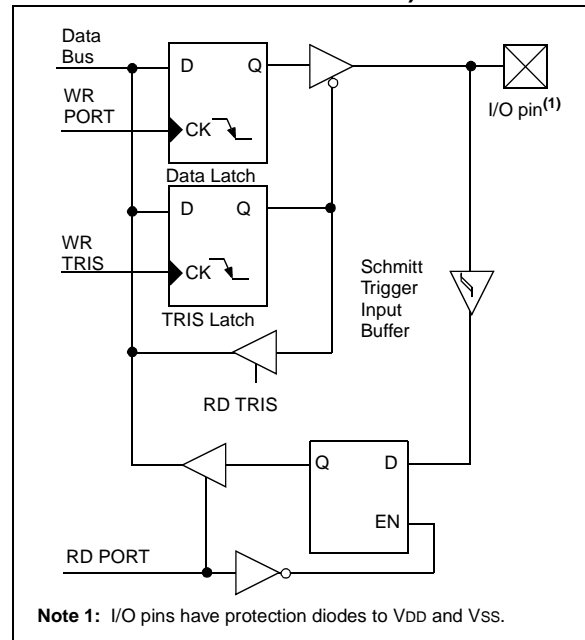 Data
Bus
D Q
WR
PORT
CK
I/O pin(1)
Data Latch
D Q
WR
TRIS
CK
Schmitt
Trigger
Input
Buffer
TRIS Latch
RD TRIS
Q D
EN
RD PORT
Note 1: I/O pins have protection diodes to VDD and VSS.